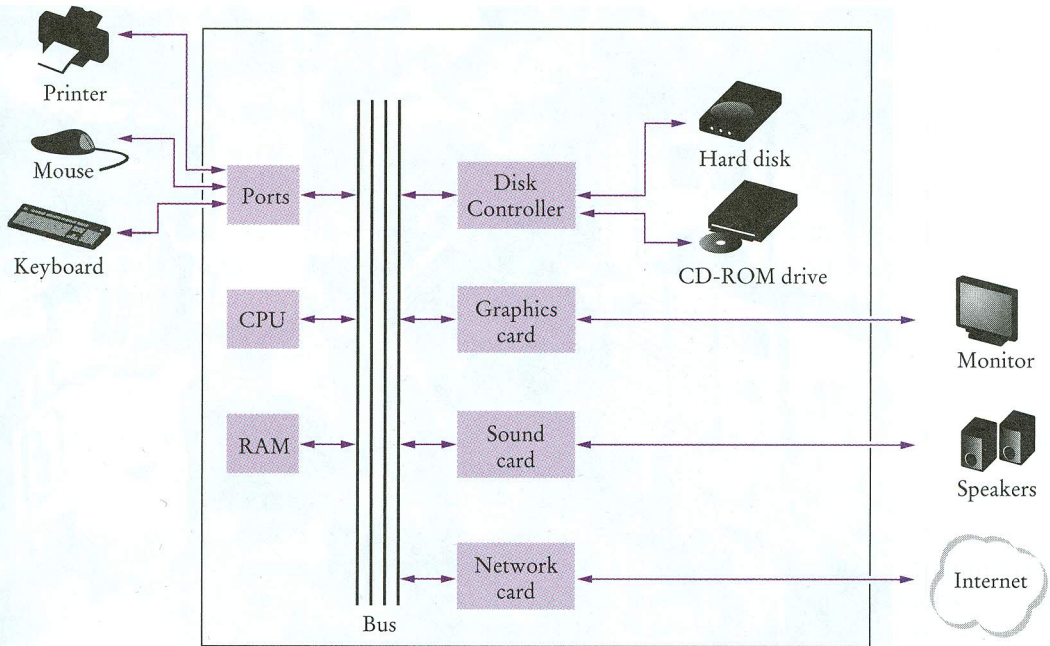 Printer
Mouse
Keyboard
Ports
CPU
RAM
Bus
Disk
Controller
Graphics
card
Sound
card
Network
card
Hard disk
CD-ROM drive
Monitor
Speakers
Internet